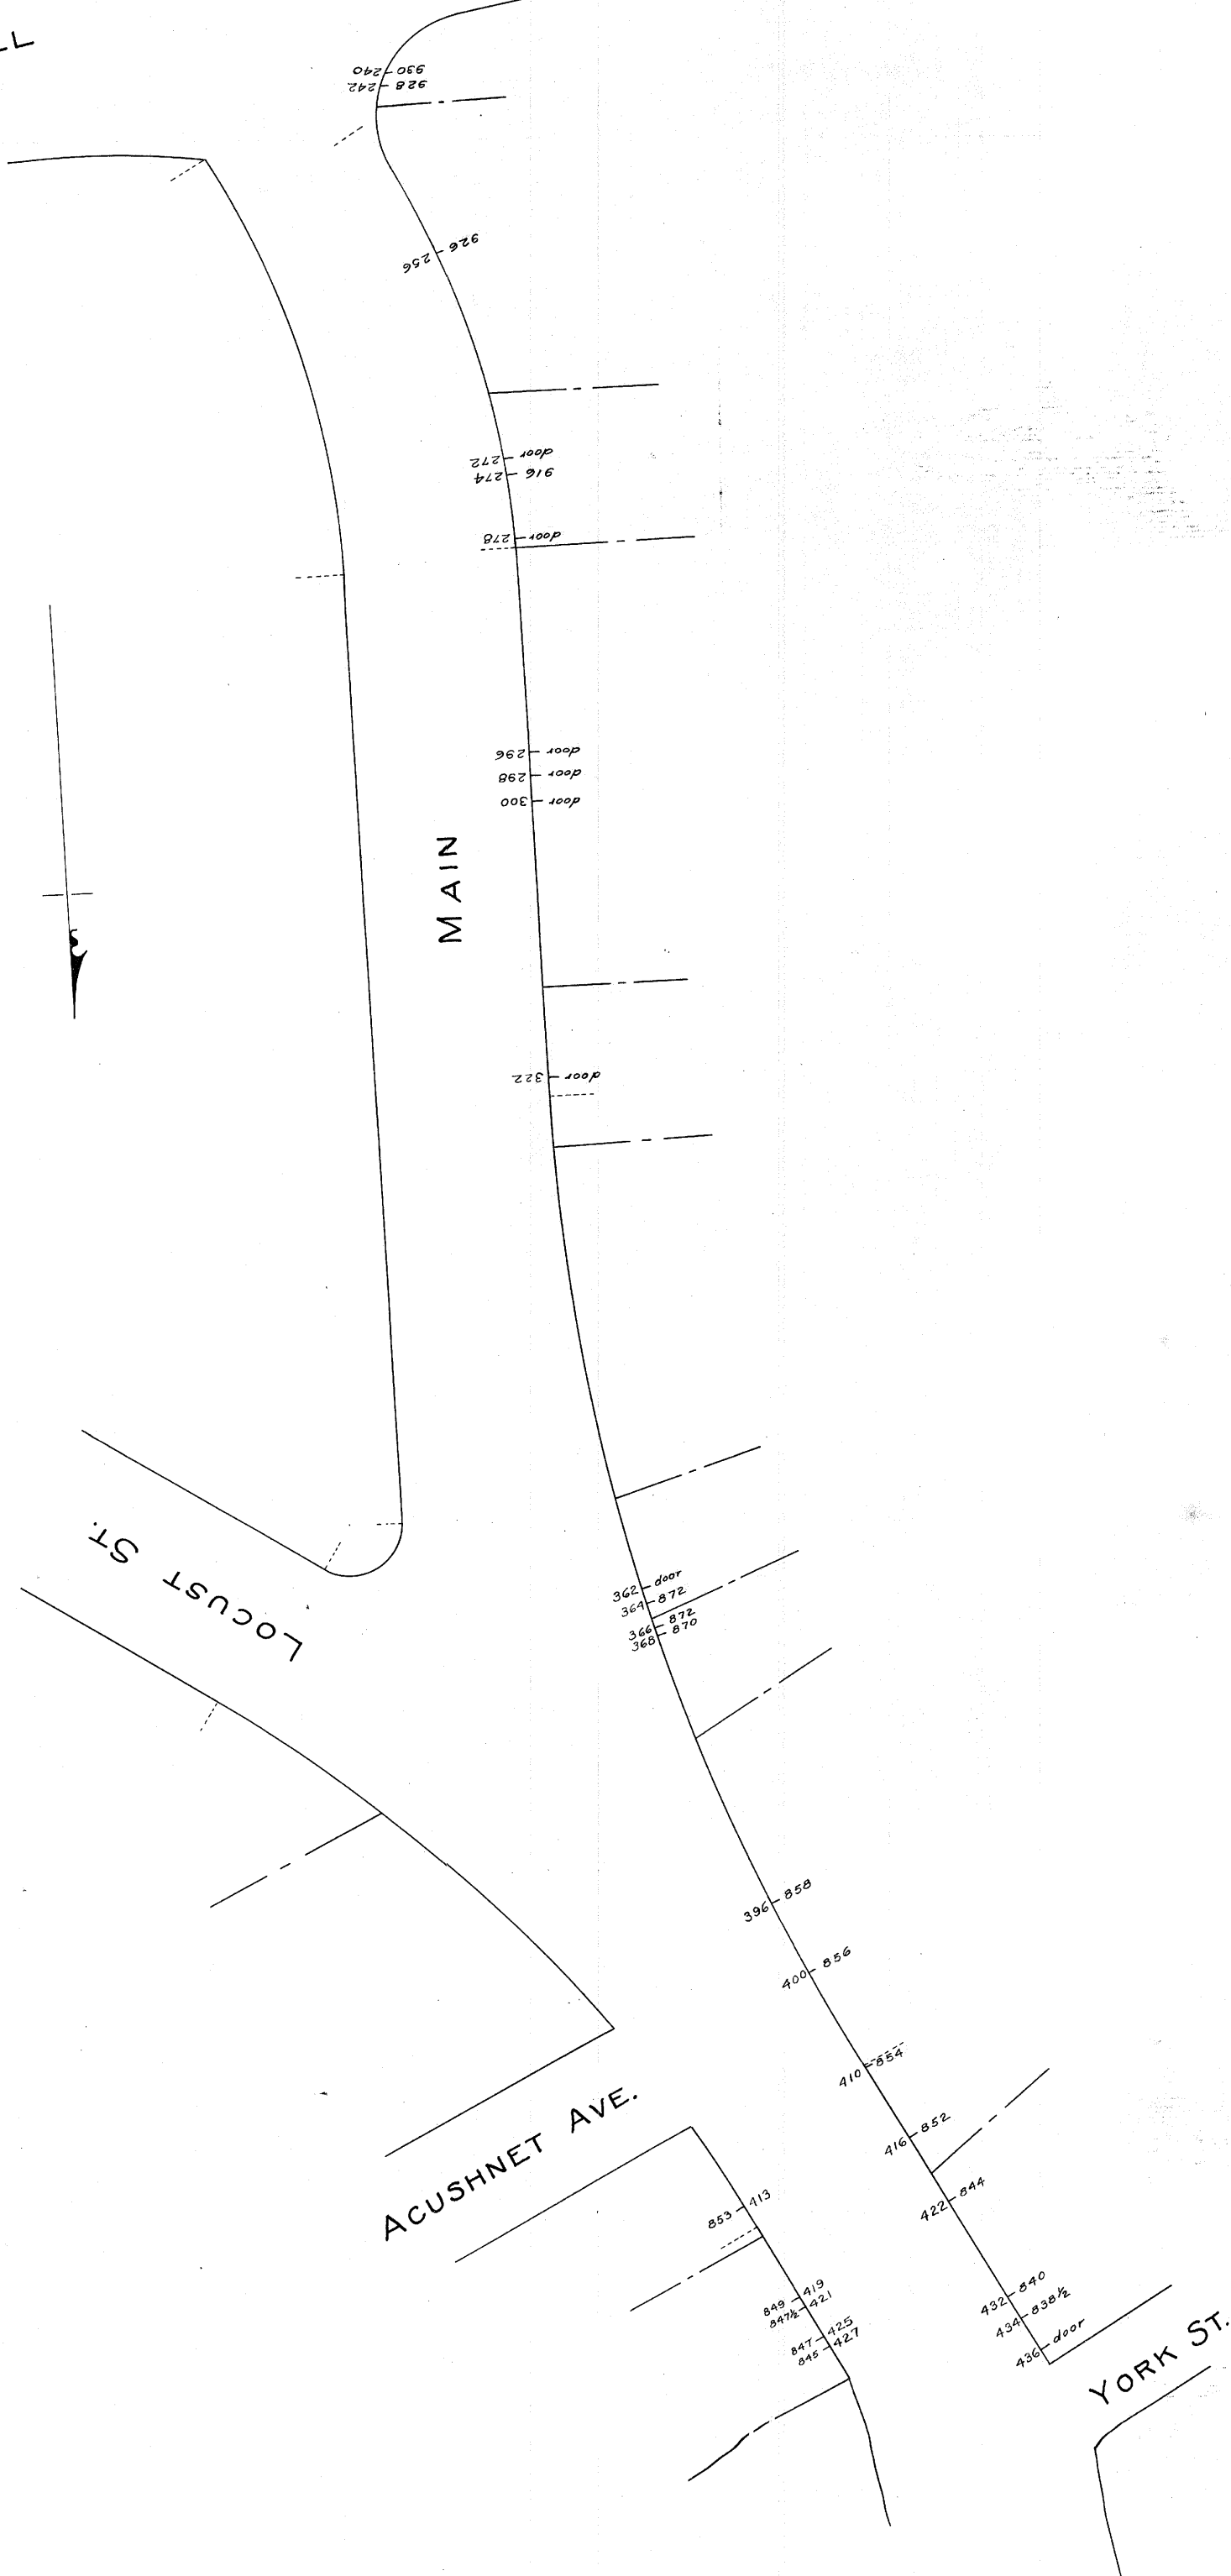 LL
930 - 240
928 - 242
926 - 256
door - 272
916 - 274
door - 278
door - 296
door - 298
door - 300
MAIN
door - 322
LOCUST ST.
362 - door
364 - 872
366 - 872
368 - 870
396 - 858
400 - 856
410 - 854
416 - 852
422 - 844
432 - 840
434 - 838½
436 - door
ACUSHNET AVE.
853 - 413
849 - 419
847½ - 421
847 - 425
845 - 427
YORK ST.